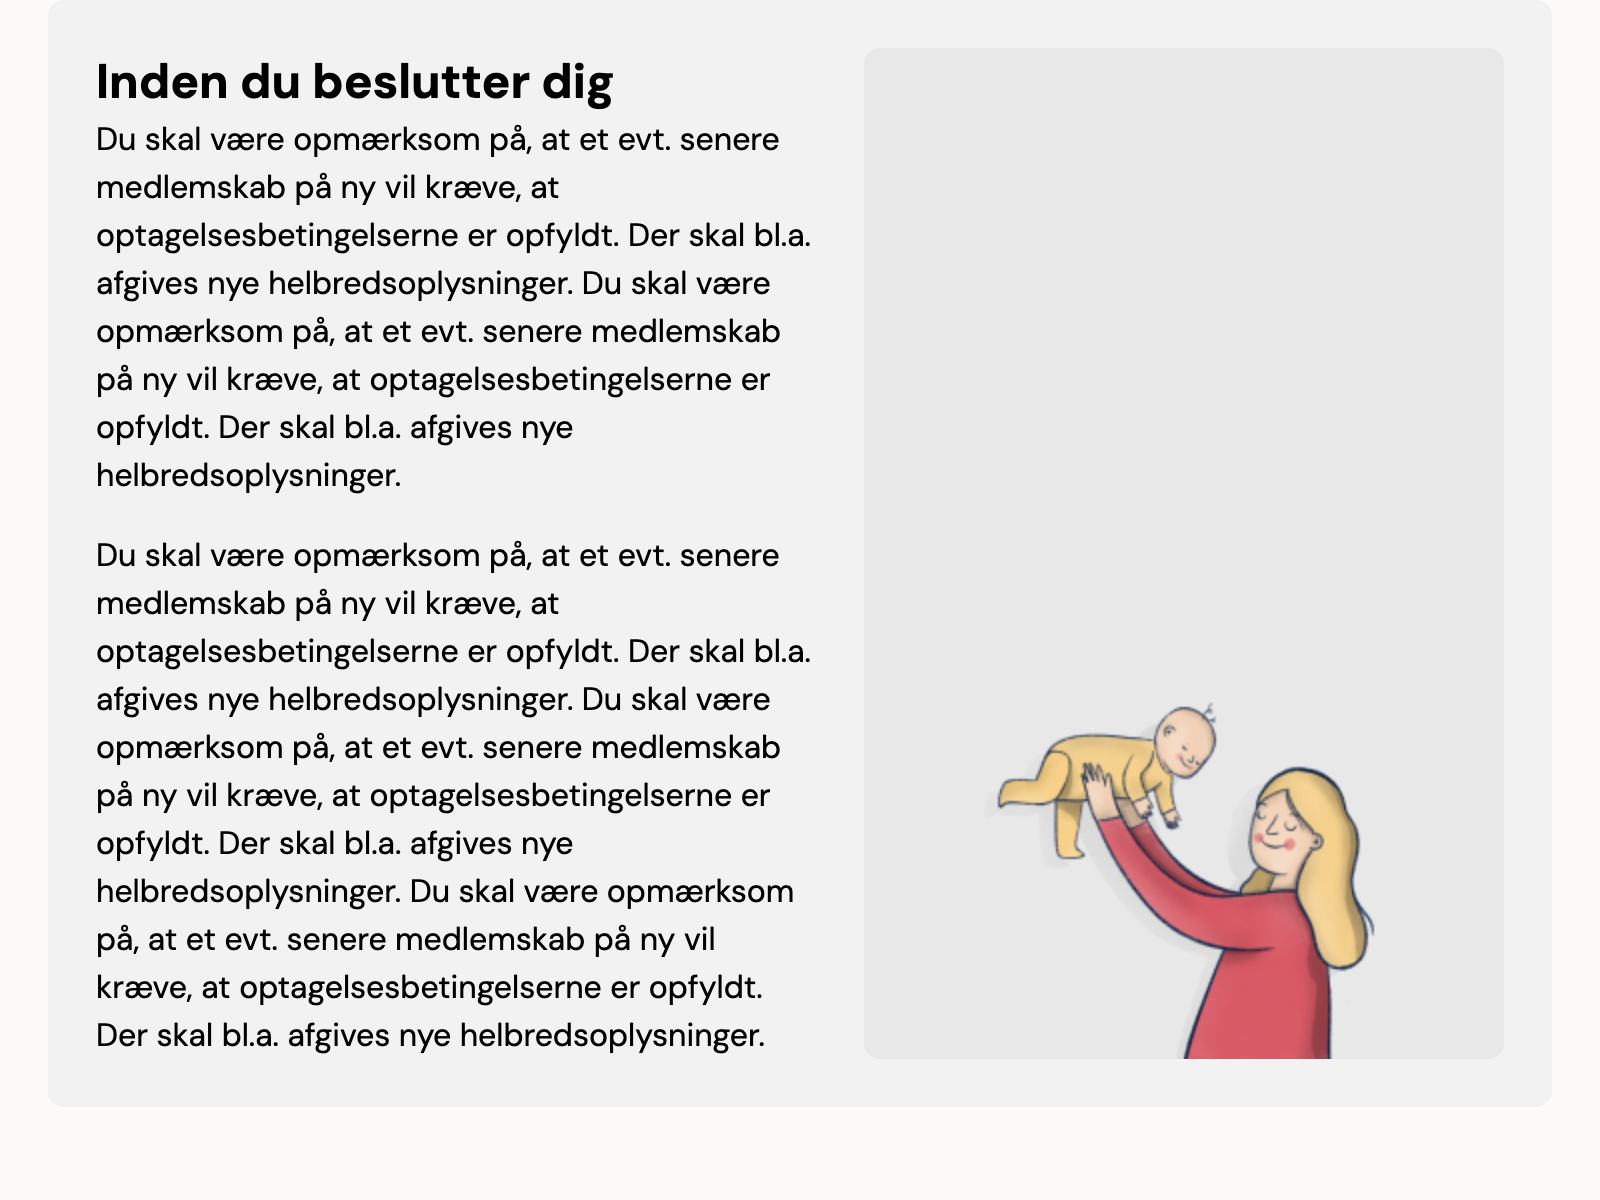 Inden du beslutter dig
Du skal være opmærksom på, at et evt. senere
medlemskab på ny vil kræve, at
optagelsesbetingelserne er opfyldt. Der skal bl.a.
afgives nye helbredsoplysninger. Du skal være
opmærksom på, at et evt. senere medlemskab
på ny vil kræve, at optagelsesbetingelserne er
opfyldt. Der skal bl.a. afgives nye
helbredsoplysninger.
Du skal være opmærksom på, at et evt. senere
medlemskab på ny vil kræve, at
optagelsesbetingelserne er opfyldt. Der skal bl.a.
afgives nye helbredsoplysninger. Du skal være
opmærksom på, at et evt. senere medlemskab
på ny vil kræve, at optagelsesbetingelserne er
opfyldt. Der skal bl.a. afgives nye
helbredsoplysninger. Du skal være opmærksom
på, at et evt. senere medlemskab på ny vil
kræve, at optagelsesbetingelserne er opfyldt.
Der skal bl.a. afgives nye helbredsoplysninger.